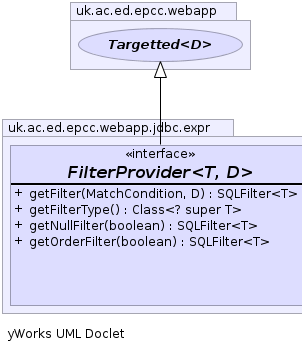 uk.ac.ed.epcc.webapp
Targetted<D>
uk.ac.ed.epcc.webapp.jdbc.expr
«interface»
FilterProvider<T, D>
+ getFilter(MatchCondition, D) : SQLFilter<T>
+ getFilterType() : Class<? super T>
+ getNullFilter(boolean) : SQLFilter<T>
+ getOrderFilter(boolean) : SQLFilter<T>
yWorks UML Doclet